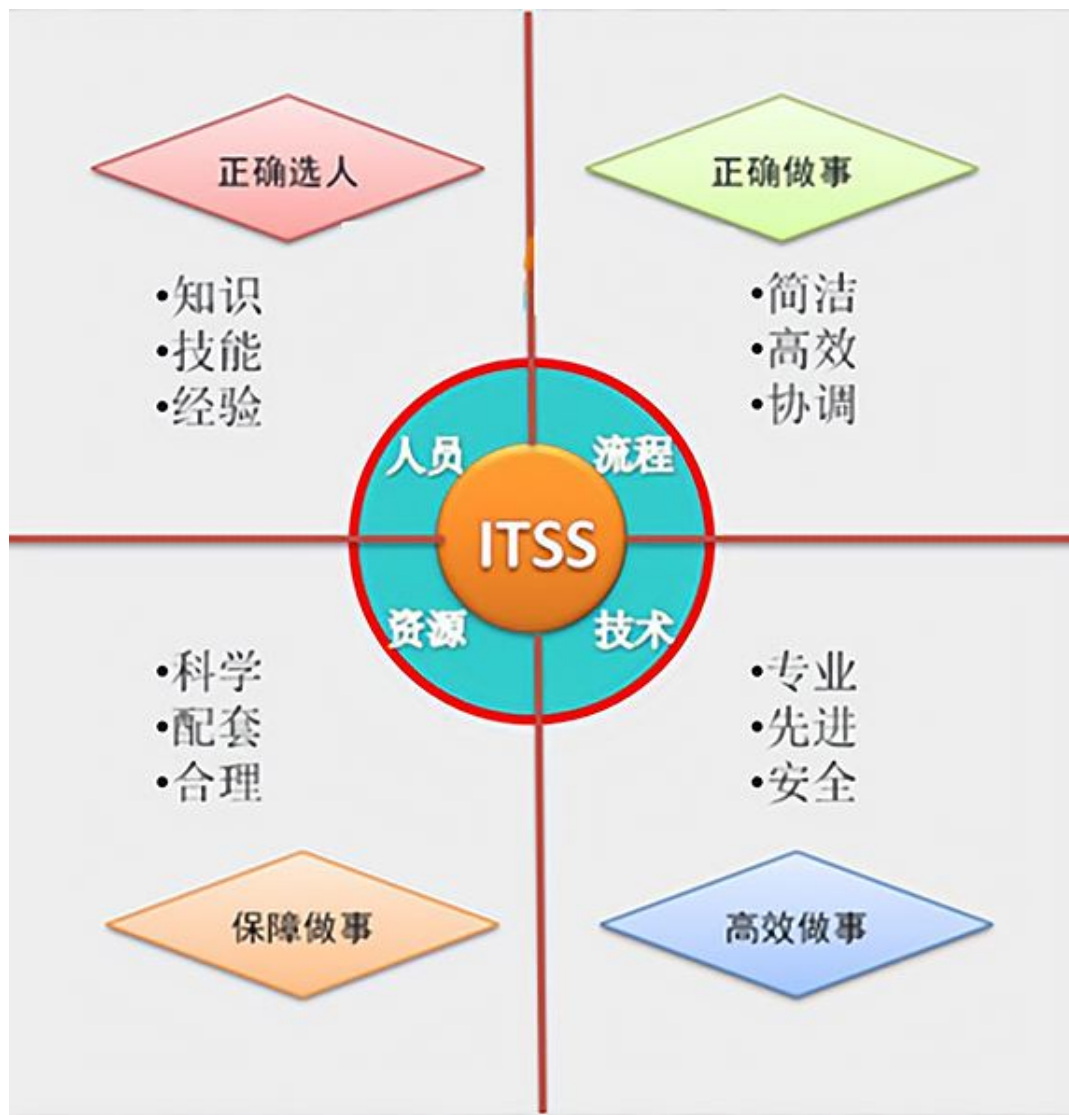 正确选人
•知识
•技能
•经验
正确做事
•简洁
•高效
•协调
人员
流程
ITSS
资源
技术
•科学
•配套
•合理
保障做事
•专业
•先进
•安全
高效做事